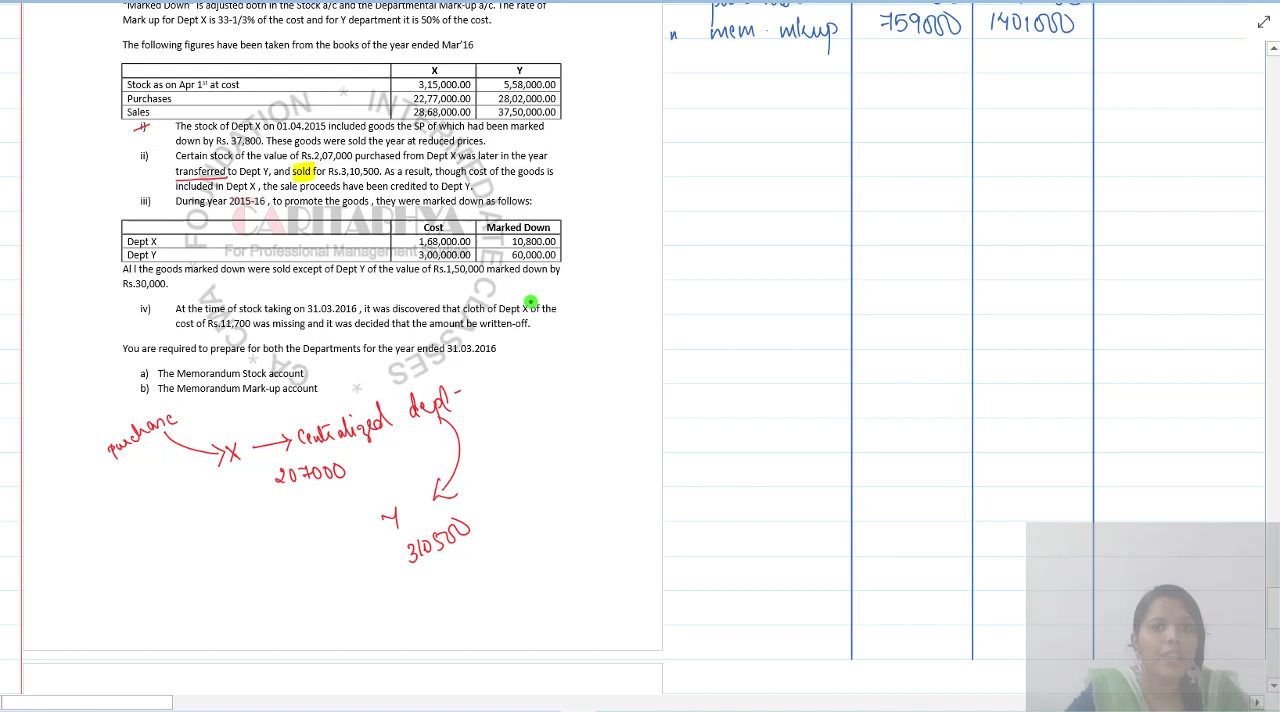 "Marked Down" is adjusted both in the Stock a/c and the Departmental Mark-up a/c. The rate of
Mark up for Dept X is 33-1/3% of the cost and for Y department it is 50% of the cost.
The following figures have been taken from the books of the year ended Mar'16
X Y
Stock as on Apr 1st at cost 3,15,000.00 5,58,000.00
Purchases 22,77,000.00 28,02,000.00
Sales 28,68,000.00 37,50,000.00
i) The stock of Dept X on 01.04.2015 included goods the SP of which had been marked
down by Rs. 37,800. These goods were sold the year at reduced prices.
ii) Certain stock of the value of Rs.2,07,000 purchased from Dept X was later in the year
transferred to Dept Y, and sold for Rs.3,10,500. As a result, though cost of the goods is
included in Dept X , the sale proceeds have been credited to Dept Y.
iii) During year 2015-16 , to promote the goods , they were marked down as follows:
Cost Marked Down
Dept X 1,68,000.00 10,800.00
Dept Y 3,00,000.00 60,000.00
Al l the goods marked down were sold except of Dept Y of the value of Rs.1,50,000 marked down by
Rs.30,000.
iv) At the time of stock taking on 31.03.2016 , it was discovered that cloth of Dept X of the
cost of Rs.11,700 was missing and it was decided that the amount be written-off.
You are required to prepare for both the Departments for the year ended 31.03.2016
a) The Memorandum Stock account
b) The Memorandum Mark-up account
purchase X → Centralized dept
207000
Y
310500
" mem. mkup 759000 1401000
CARITAPHYA
For Professional Management
CA * CMA * FOUNDATION * INTERMEDIATE CLASSES *